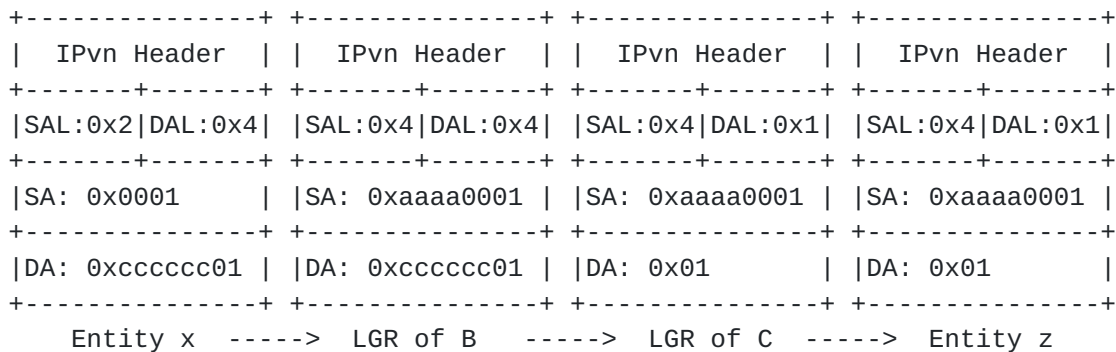 +---------------+ +---------------+ +---------------+ +---------------+
|  IPvn Header  | |  IPvn Header  | |  IPvn Header  | |  IPvn Header  |
+-------+-------+ +-------+-------+ +-------+-------+ +-------+-------+
|SAL:0x2|DAL:0x4| |SAL:0x4|DAL:0x4| |SAL:0x4|DAL:0x1| |SAL:0x4|DAL:0x1|
+-------+-------+ +-------+-------+ +-------+-------+ +-------+-------+
|SA: 0x0001     | |SA: 0xaaaa0001 | |SA: 0xaaaa0001 | |SA: 0xaaaa0001 |
+---------------+ +---------------+ +---------------+ +---------------+
|DA: 0xcccccc01 | |DA: 0xcccccc01 | |DA: 0x01       | |DA: 0x01       |
+---------------+ +---------------+ +---------------+ +---------------+
    Entity x  ----->  LGR of B   ----->  LGR of C  ----->  Entity z